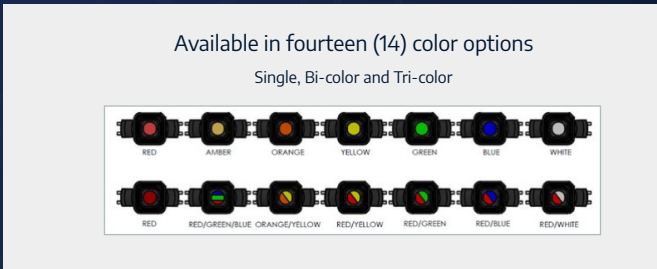 Available in fourteen (14) color options
Single, Bi-color and Tri-color
RED AMBER ORANGE YELLOW GREEN BLUE WHITE
RED RED/GREEN/BLUE ORANGE/YELLOW RED/YELLOW RED/GREEN RED/BLUE RED/WHITE